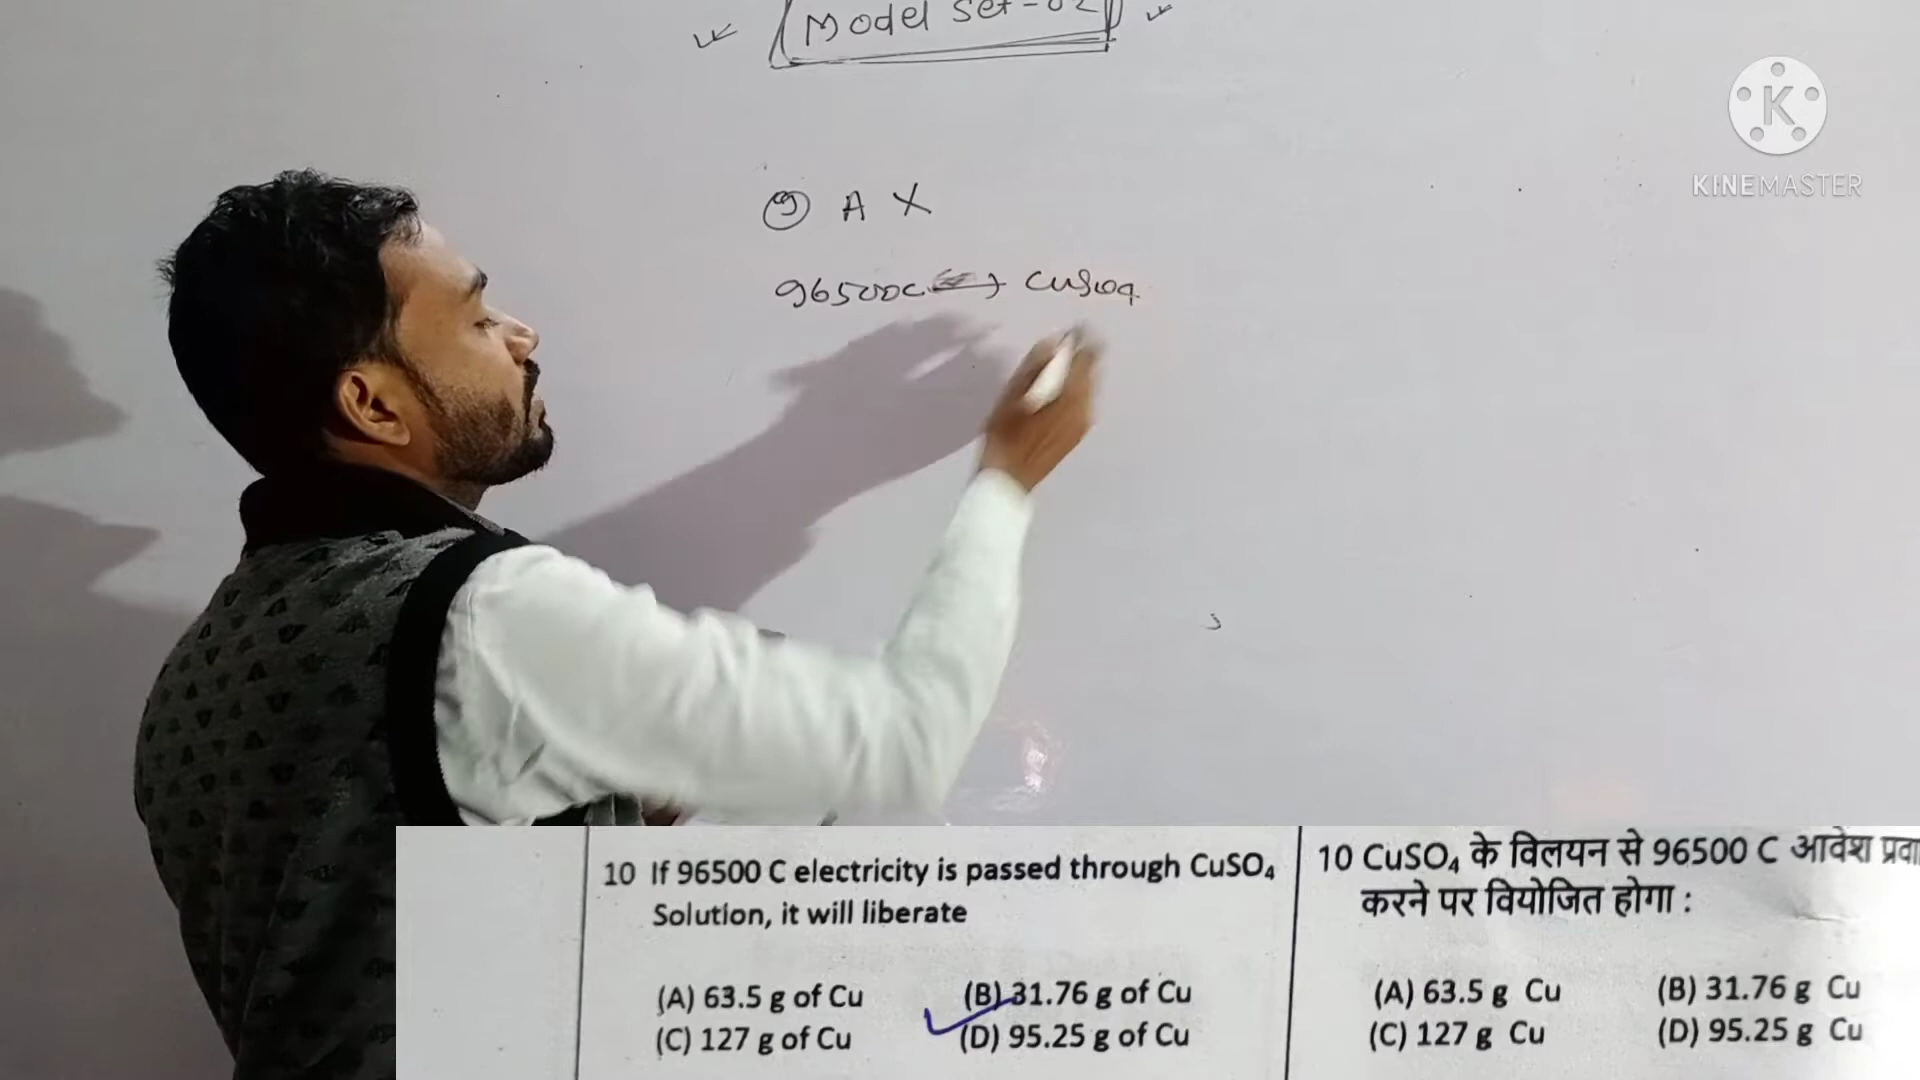 Model Set-02
KINEMASTER
9 A X
96500C → CuSO4
10 If 96500 C electricity is passed through CuSO4
Solution, it will liberate
(A) 63.5 g of Cu (B) 31.76 g of Cu
(C) 127 g of Cu (D) 95.25 g of Cu
10 CuSO4 के विलयन से 96500 C आवेश प्रवा
करने पर वियोजित होगा :
(A) 63.5 g Cu (B) 31.76 g Cu
(C) 127 g Cu (D) 95.25 g Cu